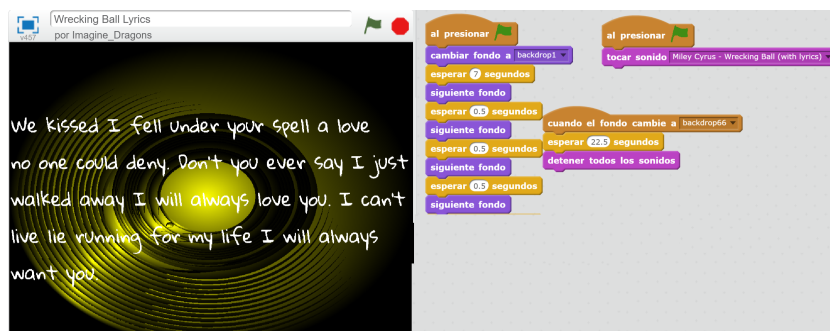 Wrecking Ball Lyrics
por Imagine_Dragons
v457
We kissed I fell under your spell a love
no one could deny. Don't you ever say I just
walked away I will always love you. I can't
live lie running for my life I will always
want you.
al presionar
cambiar fondo a backdrop1
esperar 7 segundos
siguiente fondo
esperar 0.5 segundos
siguiente fondo
esperar 0.5 segundos
siguiente fondo
esperar 0.5 segundos
siguiente fondo
al presionar
tocar sonido Miley Cyrus - Wrecking Ball (with lyrics)
cuando el fondo cambie a backdrop66
esperar 22.5 segundos
detener todos los sonidos